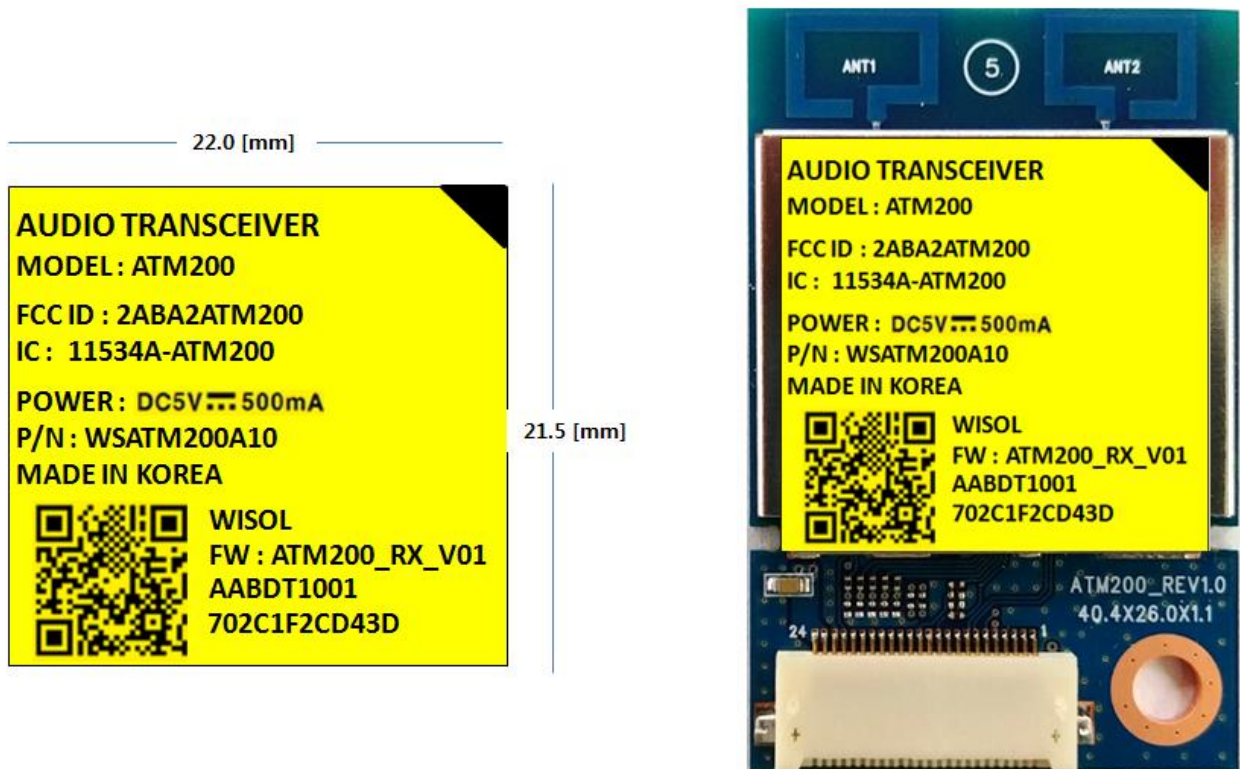 22.0 [mm]
AUDIO TRANSCEIVER
MODEL : ATM200
FCC ID : 2ABA2ATM200
IC : 11534A-ATM200
POWER : DC5V 500mA
P/N : WSATM200A10
MADE IN KOREA
WISOL
FW : ATM200_RX_V01
AABDT1001
702C1F2CD43D
21.5 [mm]
ANT1
5
ANT2
AUDIO TRANSCEIVER
MODEL : ATM200
FCC ID : 2ABA2ATM200
IC : 11534A-ATM200
POWER : DC5V 500mA
P/N : WSATM200A10
MADE IN KOREA
WISOL
FW : ATM200_RX_V01
AABDT1001
702C1F2CD43D
ATM200_REV1.0
40.4X26.0X1.1
24
1